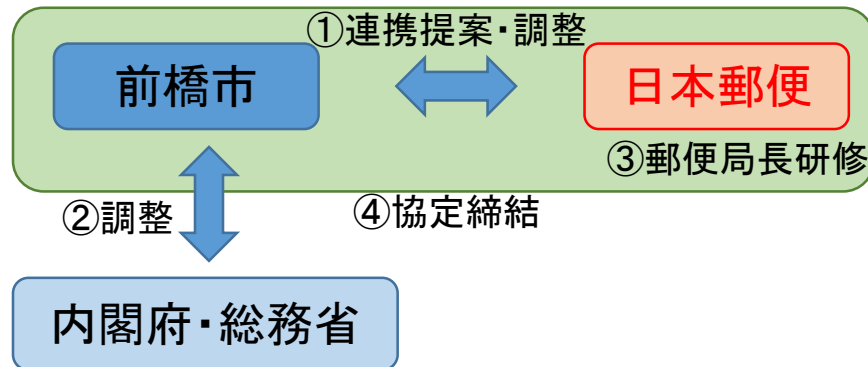 ①連携提案・調整
前橋市
日本郵便
③郵便局長研修
②調整
④協定締結
内閣府・総務省